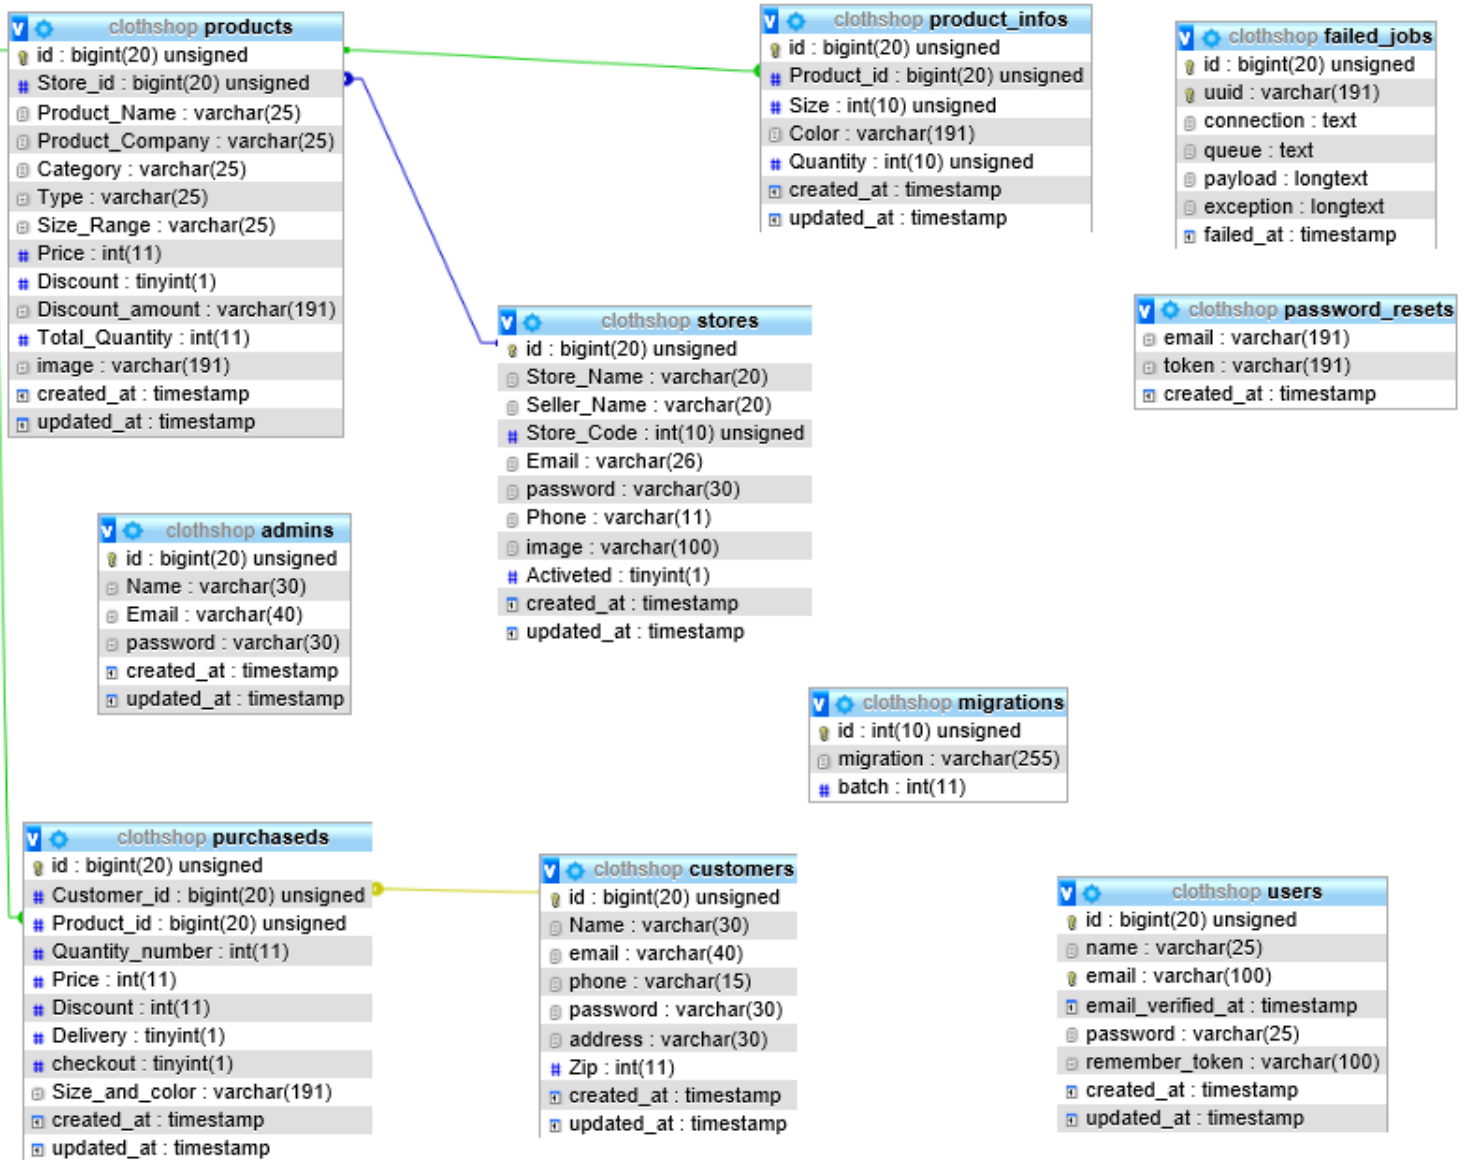 clothshop products
id : bigint(20) unsigned
Store_id : bigint(20) unsigned
Product_Name : varchar(25)
Product_Company : varchar(25)
Category : varchar(25)
Type : varchar(25)
Size_Range : varchar(25)
Price : int(11)
Discount : tinyint(1)
Discount_amount : varchar(191)
Total_Quantity : int(11)
image : varchar(191)
created_at : timestamp
updated_at : timestamp
clothshop product_infos
id : bigint(20) unsigned
Product_id : bigint(20) unsigned
Size : int(10) unsigned
Color : varchar(191)
Quantity : int(10) unsigned
created_at : timestamp
updated_at : timestamp
clothshop failed_jobs
id : bigint(20) unsigned
uuid : varchar(191)
connection : text
queue : text
payload : longtext
exception : longtext
failed_at : timestamp
clothshop password_resets
email : varchar(191)
token : varchar(191)
created_at : timestamp
clothshop stores
id : bigint(20) unsigned
Store_Name : varchar(20)
Seller_Name : varchar(20)
Store_Code : int(10) unsigned
Email : varchar(26)
password : varchar(30)
Phone : varchar(11)
image : varchar(100)
Activeted : tinyint(1)
created_at : timestamp
updated_at : timestamp
clothshop admins
id : bigint(20) unsigned
Name : varchar(30)
Email : varchar(40)
password : varchar(30)
created_at : timestamp
updated_at : timestamp
clothshop migrations
id : int(10) unsigned
migration : varchar(255)
batch : int(11)
clothshop purchaseds
id : bigint(20) unsigned
Customer_id : bigint(20) unsigned
Product_id : bigint(20) unsigned
Quantity_number : int(11)
Price : int(11)
Discount : int(11)
Delivery : tinyint(1)
checkout : tinyint(1)
Size_and_color : varchar(191)
created_at : timestamp
updated_at : timestamp
clothshop customers
id : bigint(20) unsigned
Name : varchar(30)
email : varchar(40)
phone : varchar(15)
password : varchar(30)
address : varchar(30)
Zip : int(11)
created_at : timestamp
updated_at : timestamp
clothshop users
id : bigint(20) unsigned
name : varchar(25)
email : varchar(100)
email_verified_at : timestamp
password : varchar(25)
remember_token : varchar(100)
created_at : timestamp
updated_at : timestamp